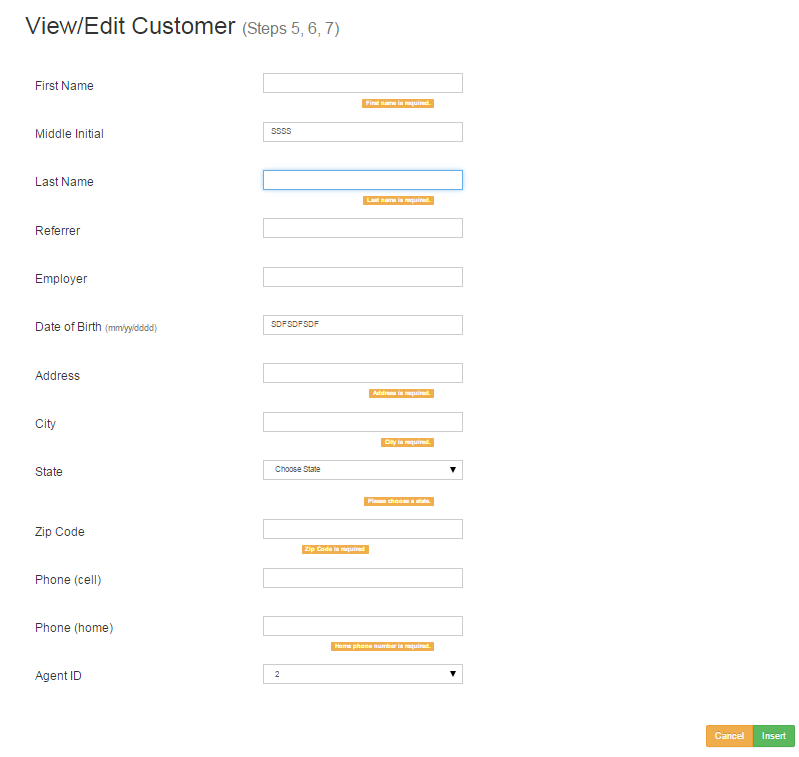 View/Edit Customer (Steps 5, 6, 7)
First Name
First name is required.
Middle Initial SSSS
Last Name
Last name is required.
Referrer
Employer
Date of Birth (mm/yy/dddd) SDFSDFSDF
Address
Address is required.
City
City is required.
State Choose State
Please choose a state.
Zip Code
Zip Code is required
Phone (cell)
Phone (home)
Home phone number is required.
Agent ID 2
Cancel Insert